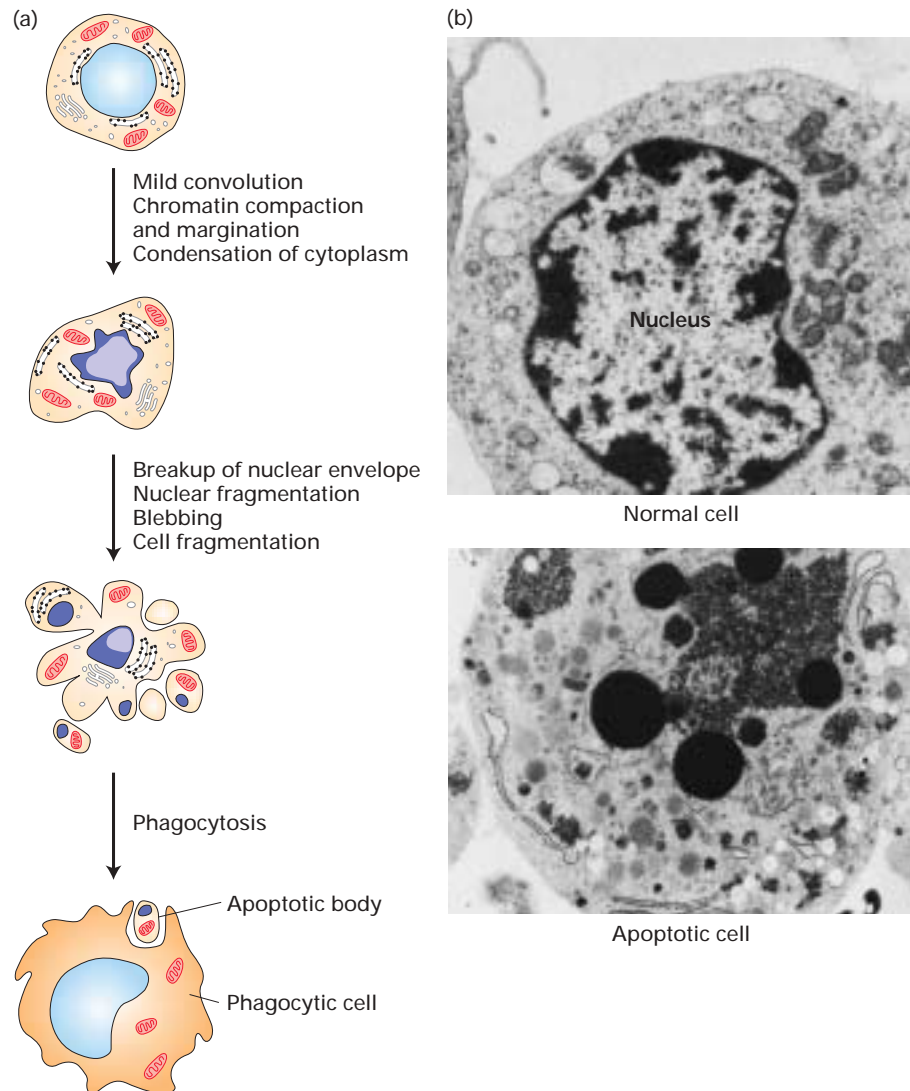 (a)
Mild convolution
Chromatin compaction
and margination
Condensation of cytoplasm
Breakup of nuclear envelope
Nuclear fragmentation
Blebbing
Cell fragmentation
Phagocytosis
Apoptotic body
Phagocytic cell
(b)
Nucleus
Normal cell
Apoptotic cell